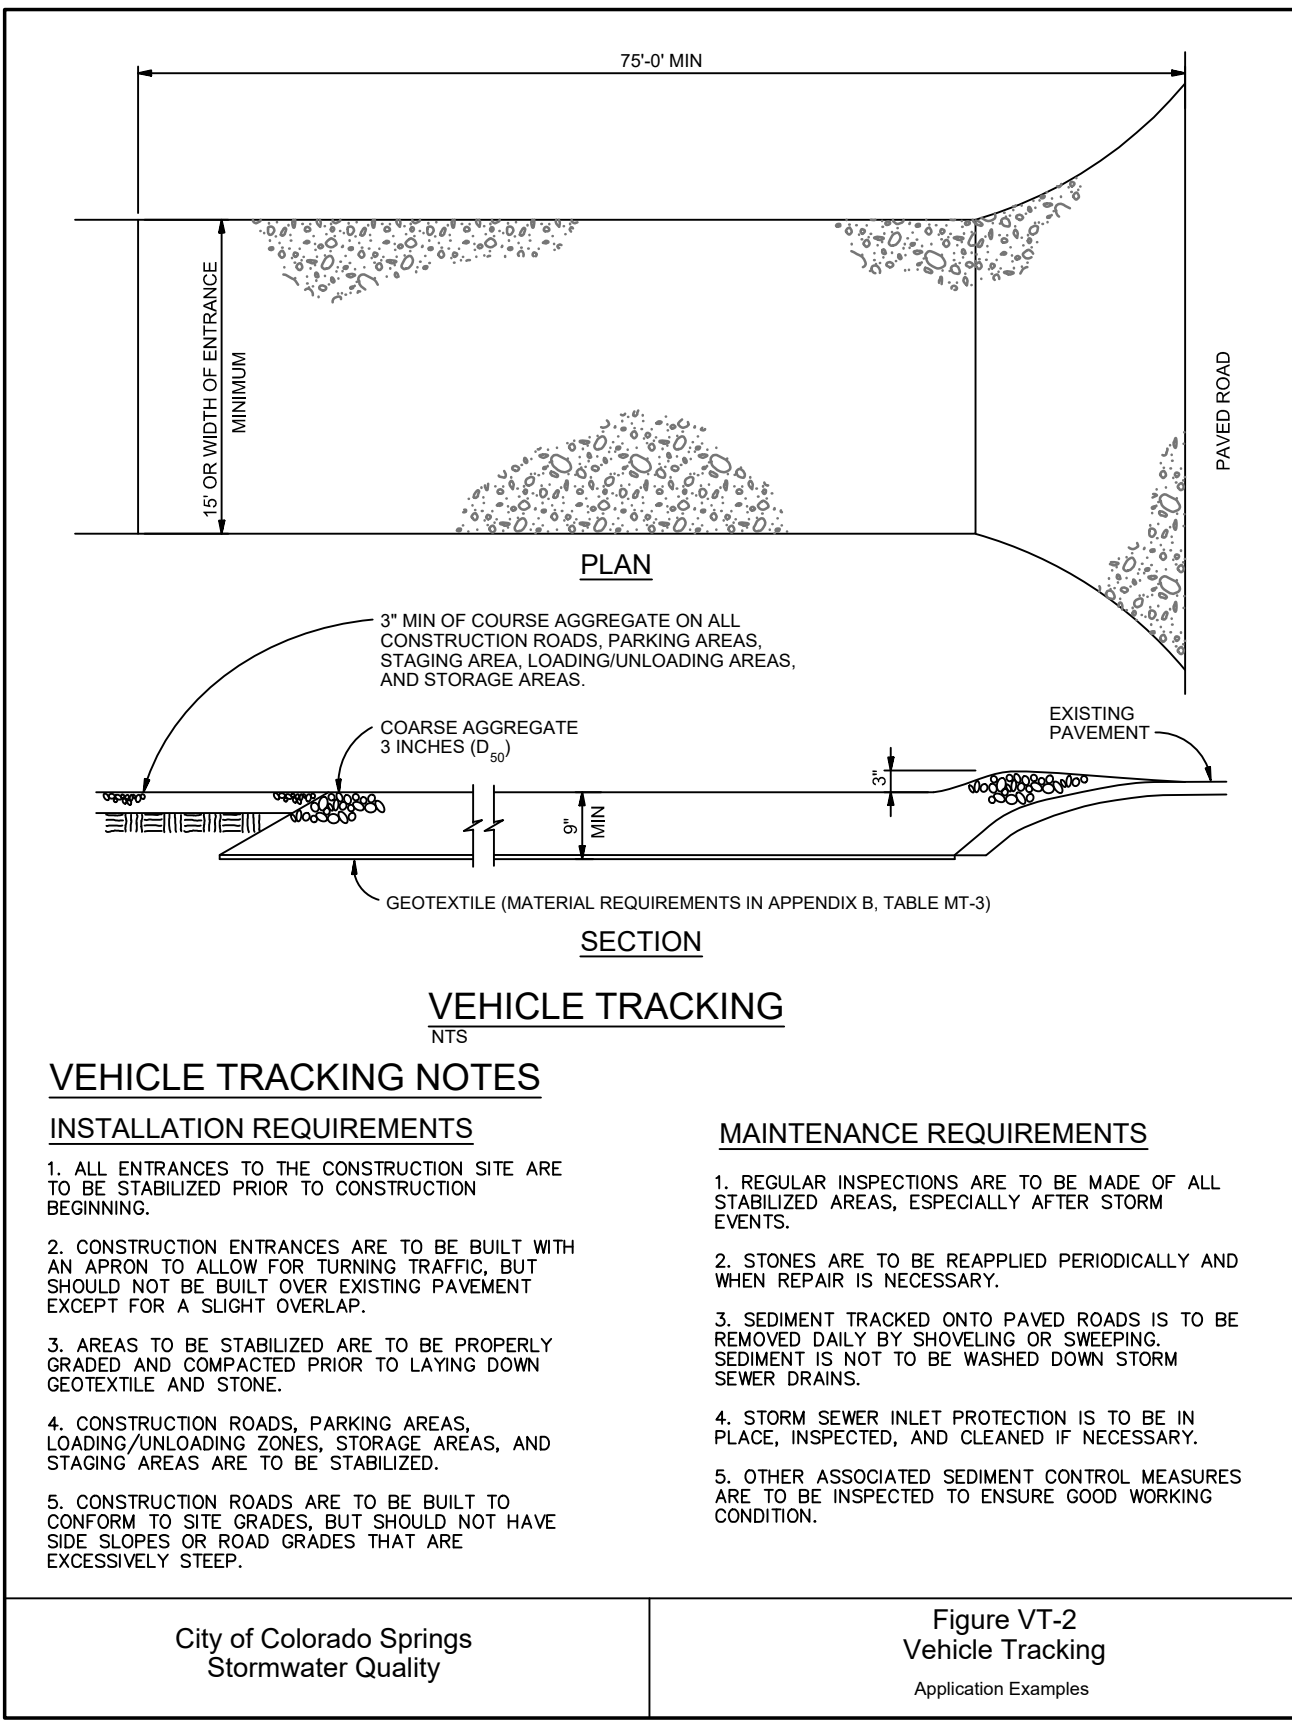 75'-0' MIN
15' OR WIDTH OF ENTRANCE
MINIMUM
PAVED ROAD
PLAN
3" MIN OF COURSE AGGREGATE ON ALL
CONSTRUCTION ROADS, PARKING AREAS,
STAGING AREA, LOADING/UNLOADING AREAS,
AND STORAGE AREAS.
COARSE AGGREGATE
3 INCHES (D50)
EXISTING
PAVEMENT
3"
9"
MIN
GEOTEXTILE (MATERIAL REQUIREMENTS IN APPENDIX B, TABLE MT-3)
SECTION
VEHICLE TRACKING
NTS
VEHICLE TRACKING NOTES
INSTALLATION REQUIREMENTS
1. ALL ENTRANCES TO THE CONSTRUCTION SITE ARE
TO BE STABILIZED PRIOR TO CONSTRUCTION
BEGINNING.
2. CONSTRUCTION ENTRANCES ARE TO BE BUILT WITH
AN APRON TO ALLOW FOR TURNING TRAFFIC, BUT
SHOULD NOT BE BUILT OVER EXISTING PAVEMENT
EXCEPT FOR A SLIGHT OVERLAP.
3. AREAS TO BE STABILIZED ARE TO BE PROPERLY
GRADED AND COMPACTED PRIOR TO LAYING DOWN
GEOTEXTILE AND STONE.
4. CONSTRUCTION ROADS, PARKING AREAS,
LOADING/UNLOADING ZONES, STORAGE AREAS, AND
STAGING AREAS ARE TO BE STABILIZED.
5. CONSTRUCTION ROADS ARE TO BE BUILT TO
CONFORM TO SITE GRADES, BUT SHOULD NOT HAVE
SIDE SLOPES OR ROAD GRADES THAT ARE
EXCESSIVELY STEEP.
MAINTENANCE REQUIREMENTS
1. REGULAR INSPECTIONS ARE TO BE MADE OF ALL
STABILIZED AREAS, ESPECIALLY AFTER STORM
EVENTS.
2. STONES ARE TO BE REAPPLIED PERIODICALLY AND
WHEN REPAIR IS NECESSARY.
3. SEDIMENT TRACKED ONTO PAVED ROADS IS TO BE
REMOVED DAILY BY SHOVELING OR SWEEPING.
SEDIMENT IS NOT TO BE WASHED DOWN STORM
SEWER DRAINS.
4. STORM SEWER INLET PROTECTION IS TO BE IN
PLACE, INSPECTED, AND CLEANED IF NECESSARY.
5. OTHER ASSOCIATED SEDIMENT CONTROL MEASURES
ARE TO BE INSPECTED TO ENSURE GOOD WORKING
CONDITION.
City of Colorado Springs
Stormwater Quality
Figure VT-2
Vehicle Tracking
Application Examples